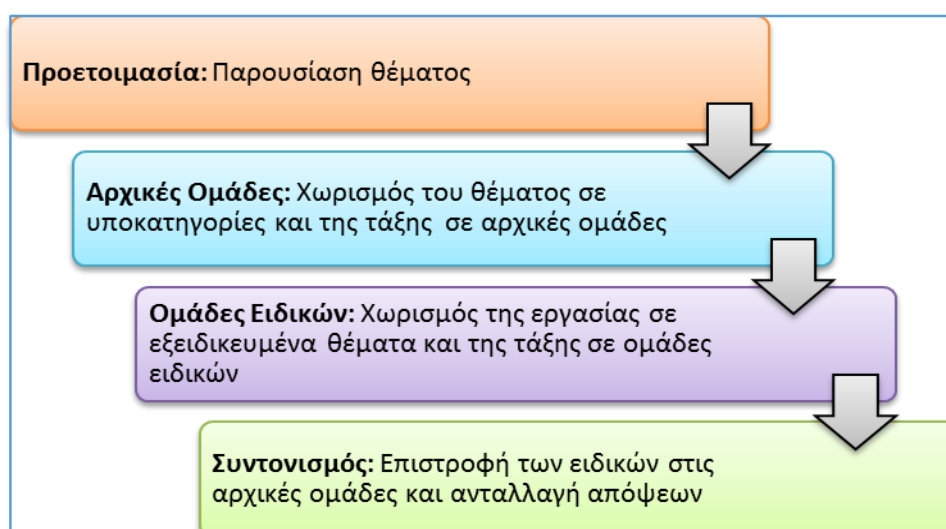 Προετοιμασία: Παρουσίαση θέματος
Αρχικές Ομάδες: Χωρισμός του θέματος σε
υποκατηγορίες και της τάξης σε αρχικές ομάδες
Ομάδες Ειδικών: Χωρισμός της εργασίας σε
εξειδικευμένα θέματα και της τάξης σε ομάδες
ειδικών
Συντονισμός: Επιστροφή των ειδικών στις
αρχικές ομάδες και ανταλλαγή απόψεων